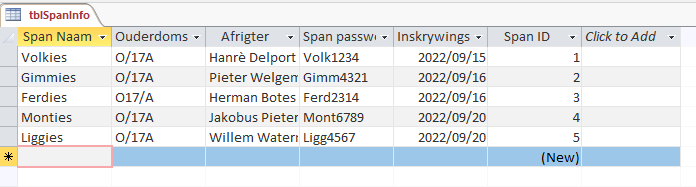 tblSpanInfo
Span Naam Ouderdoms Afrigter Span passwo Inskrywings Span ID Click to Add
Volkies O/17A Hanrè Delport Volk1234 2022/09/15 1
Gimmies O/17A Pieter Welgem Gimm4321 2022/09/16 2
Ferdies O17/A Herman Botes Ferd2314 2022/09/16 3
Monties O/17A Jakobus Pieter Mont6789 2022/09/20 4
Liggies O/17A Willem Watern Ligg4567 2022/09/20 5
(New)